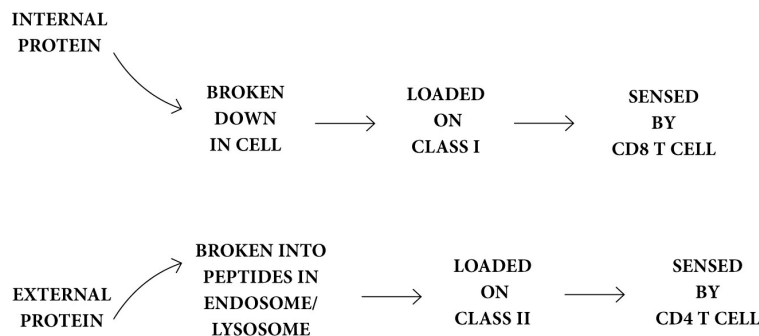 INTERNAL
PROTEIN
BROKEN
DOWN
IN CELL
LOADED
ON
CLASS I
SENSED
BY
CD8 T CELL
EXTERNAL
PROTEIN
BROKEN INTO
PEPTIDES IN
ENDOSOME/
LYSOSOME
LOADED
ON
CLASS II
SENSED
BY
CD4 T CELL